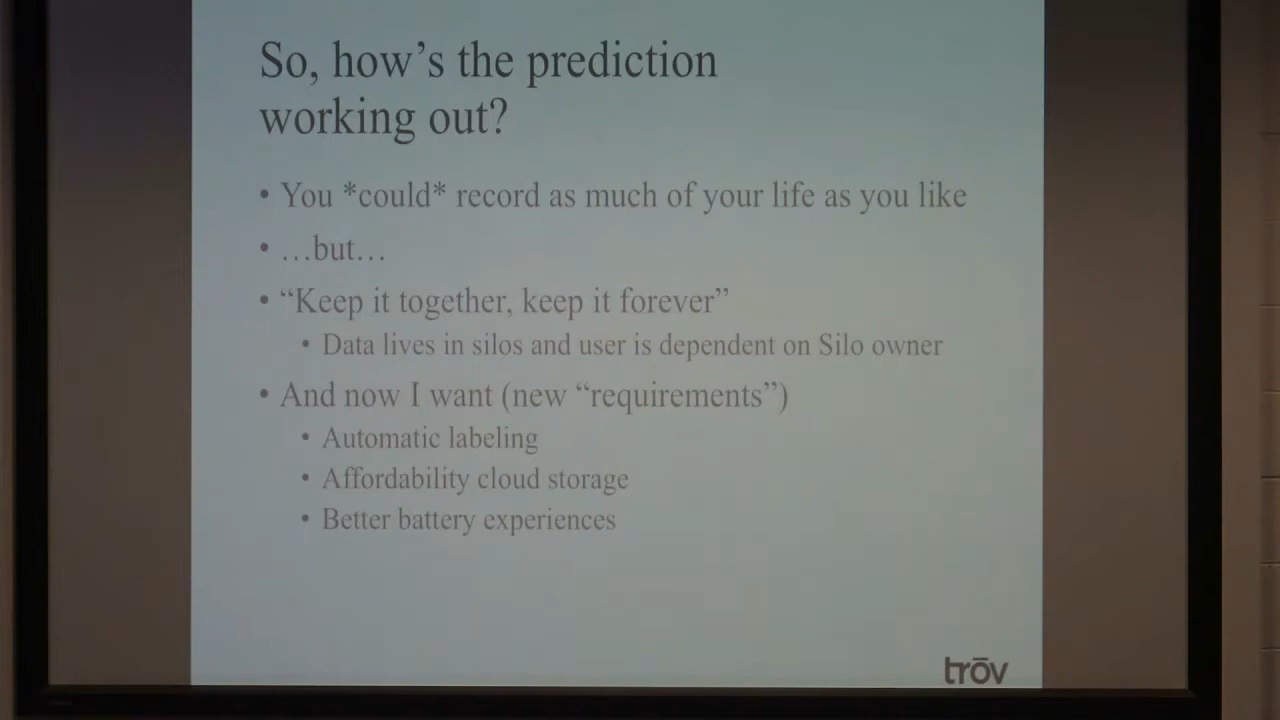 So, how's the prediction
working out?
• You *could* record as much of your life as you like
• …but…
• “Keep it together, keep it forever”
• Data lives in silos and user is dependent on Silo owner
• And now I want (new “requirements”)
• Automatic labeling
• Affordability cloud storage
• Better battery experiences
trōv